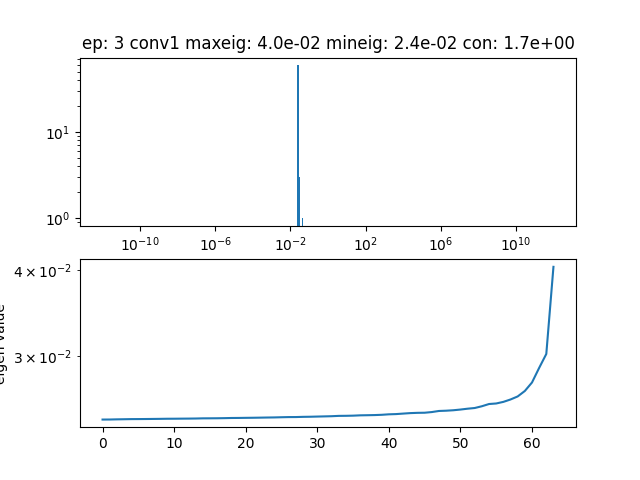 ep: 3 conv1 maxeig: 4.0e-02 mineig: 2.4e-02 con: 1.7e+00
10¹
10⁰
10⁻¹⁰ 10⁻⁶ 10⁻² 10² 10⁶ 10¹⁰
4 × 10⁻²
3 × 10⁻²
eigen value
0 10 20 30 40 50 60